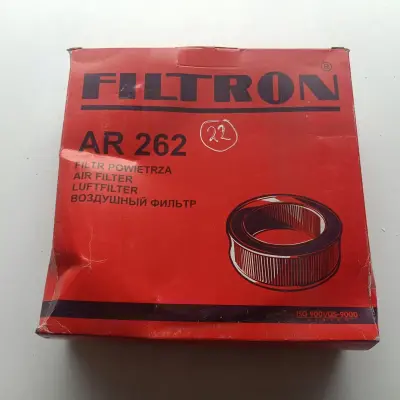 FILTRON®
AR 262
22
FILTR POWIETRZA
AIR FILTER
LUFTFILTER
ВОЗДУШНЫЙ ФИЛЬТР